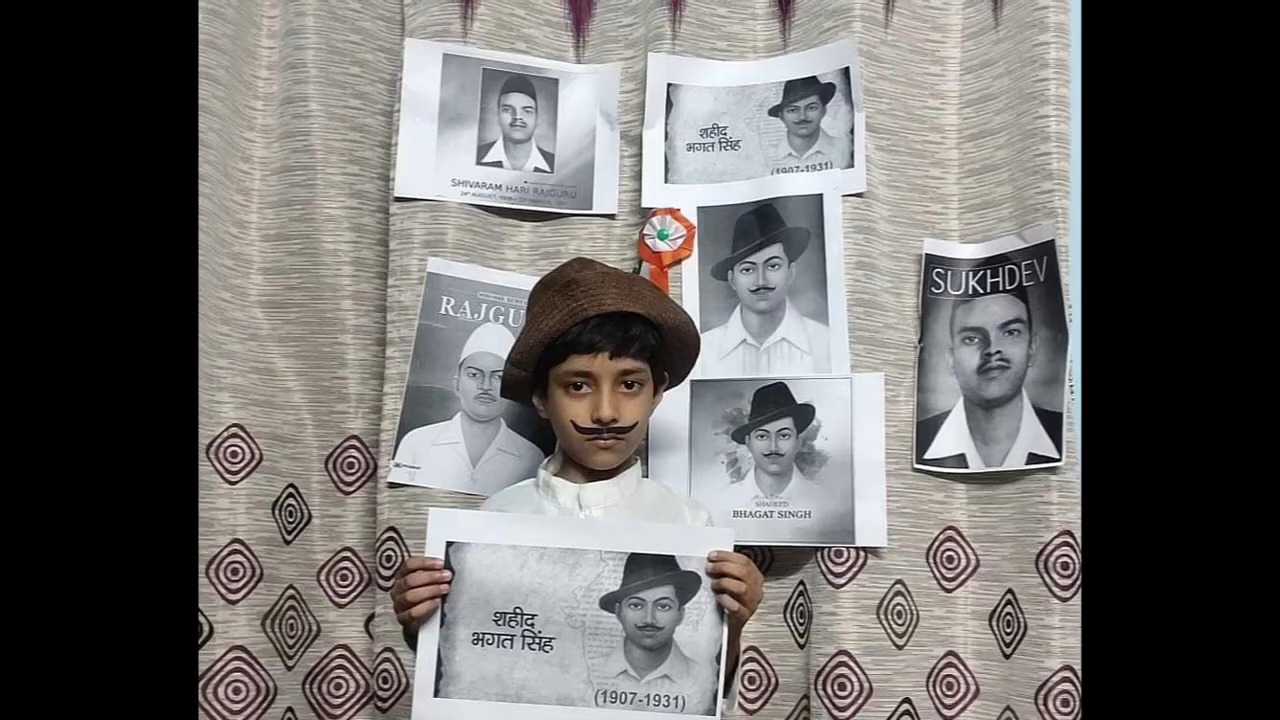 SHIVARAM HARI RAJGURU
शहीद
भगत सिंह
(1907-1931)
RAJGU
SUKHDEV
SHAHEED
BHAGAT SINGH
शहीद
भगत सिंह
(1907-1931)